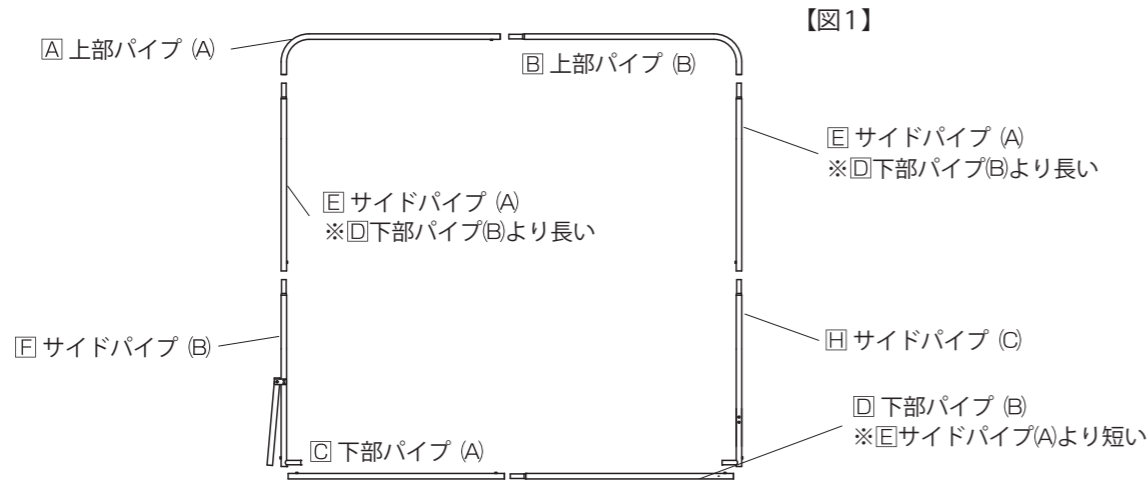 【図1】
🄰 上部パイプ (A)
🄱 上部パイプ (B)
🄴 サイドパイプ (A)
※🄳下部パイプ(B)より長い
🄴 サイドパイプ (A)
※🄳下部パイプ(B)より長い
🄵 サイドパイプ (B)
🄷 サイドパイプ (C)
🄳 下部パイプ (B)
※🄴サイドパイプ(A)より短い
🄲 下部パイプ (A)